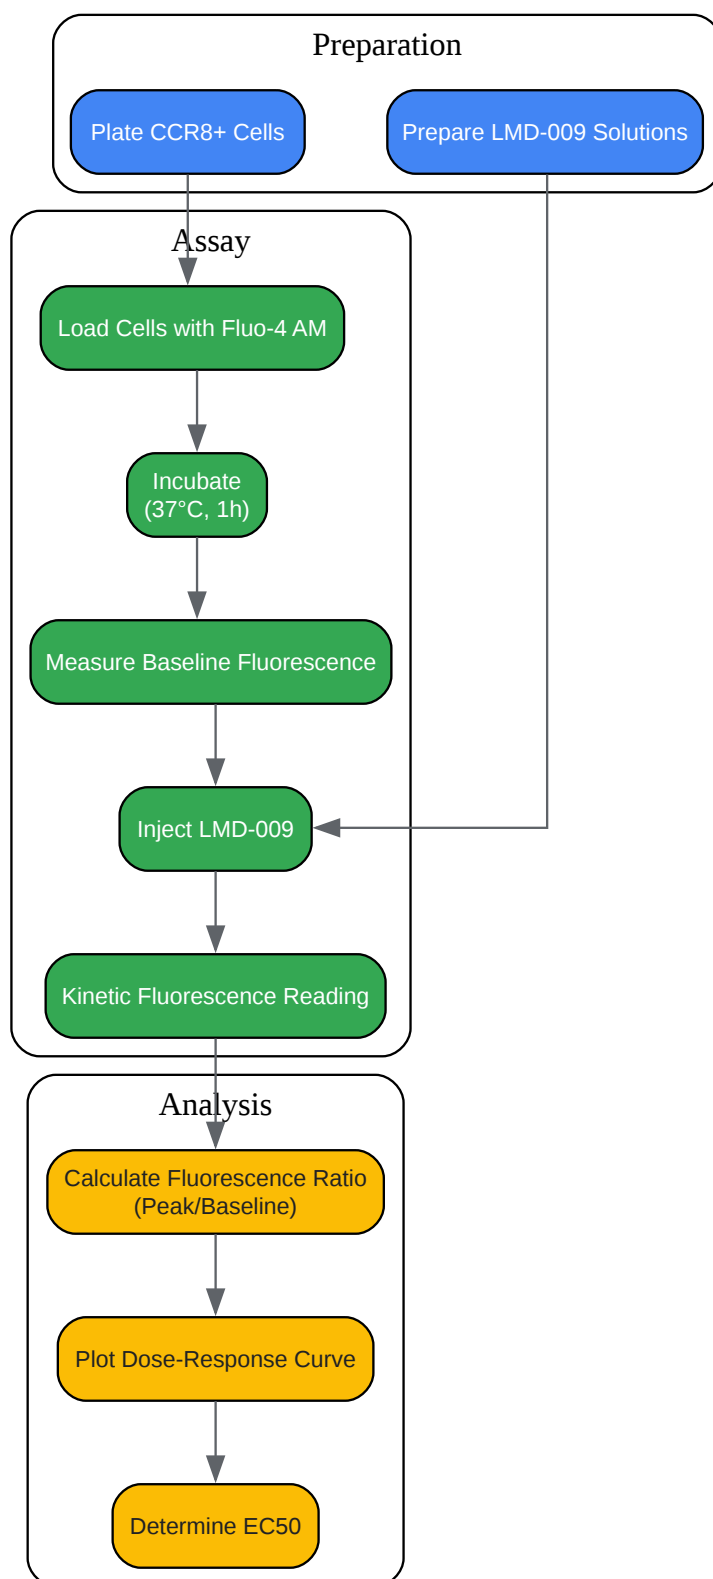 Preparation
Plate CCR8+ Cells
Prepare LMD-009 Solutions
Assay
Load Cells with Fluo-4 AM
Incubate
(37°C, 1h)
Measure Baseline Fluorescence
Inject LMD-009
Kinetic Fluorescence Reading
Analysis
Calculate Fluorescence Ratio
(Peak/Baseline)
Plot Dose-Response Curve
Determine EC50